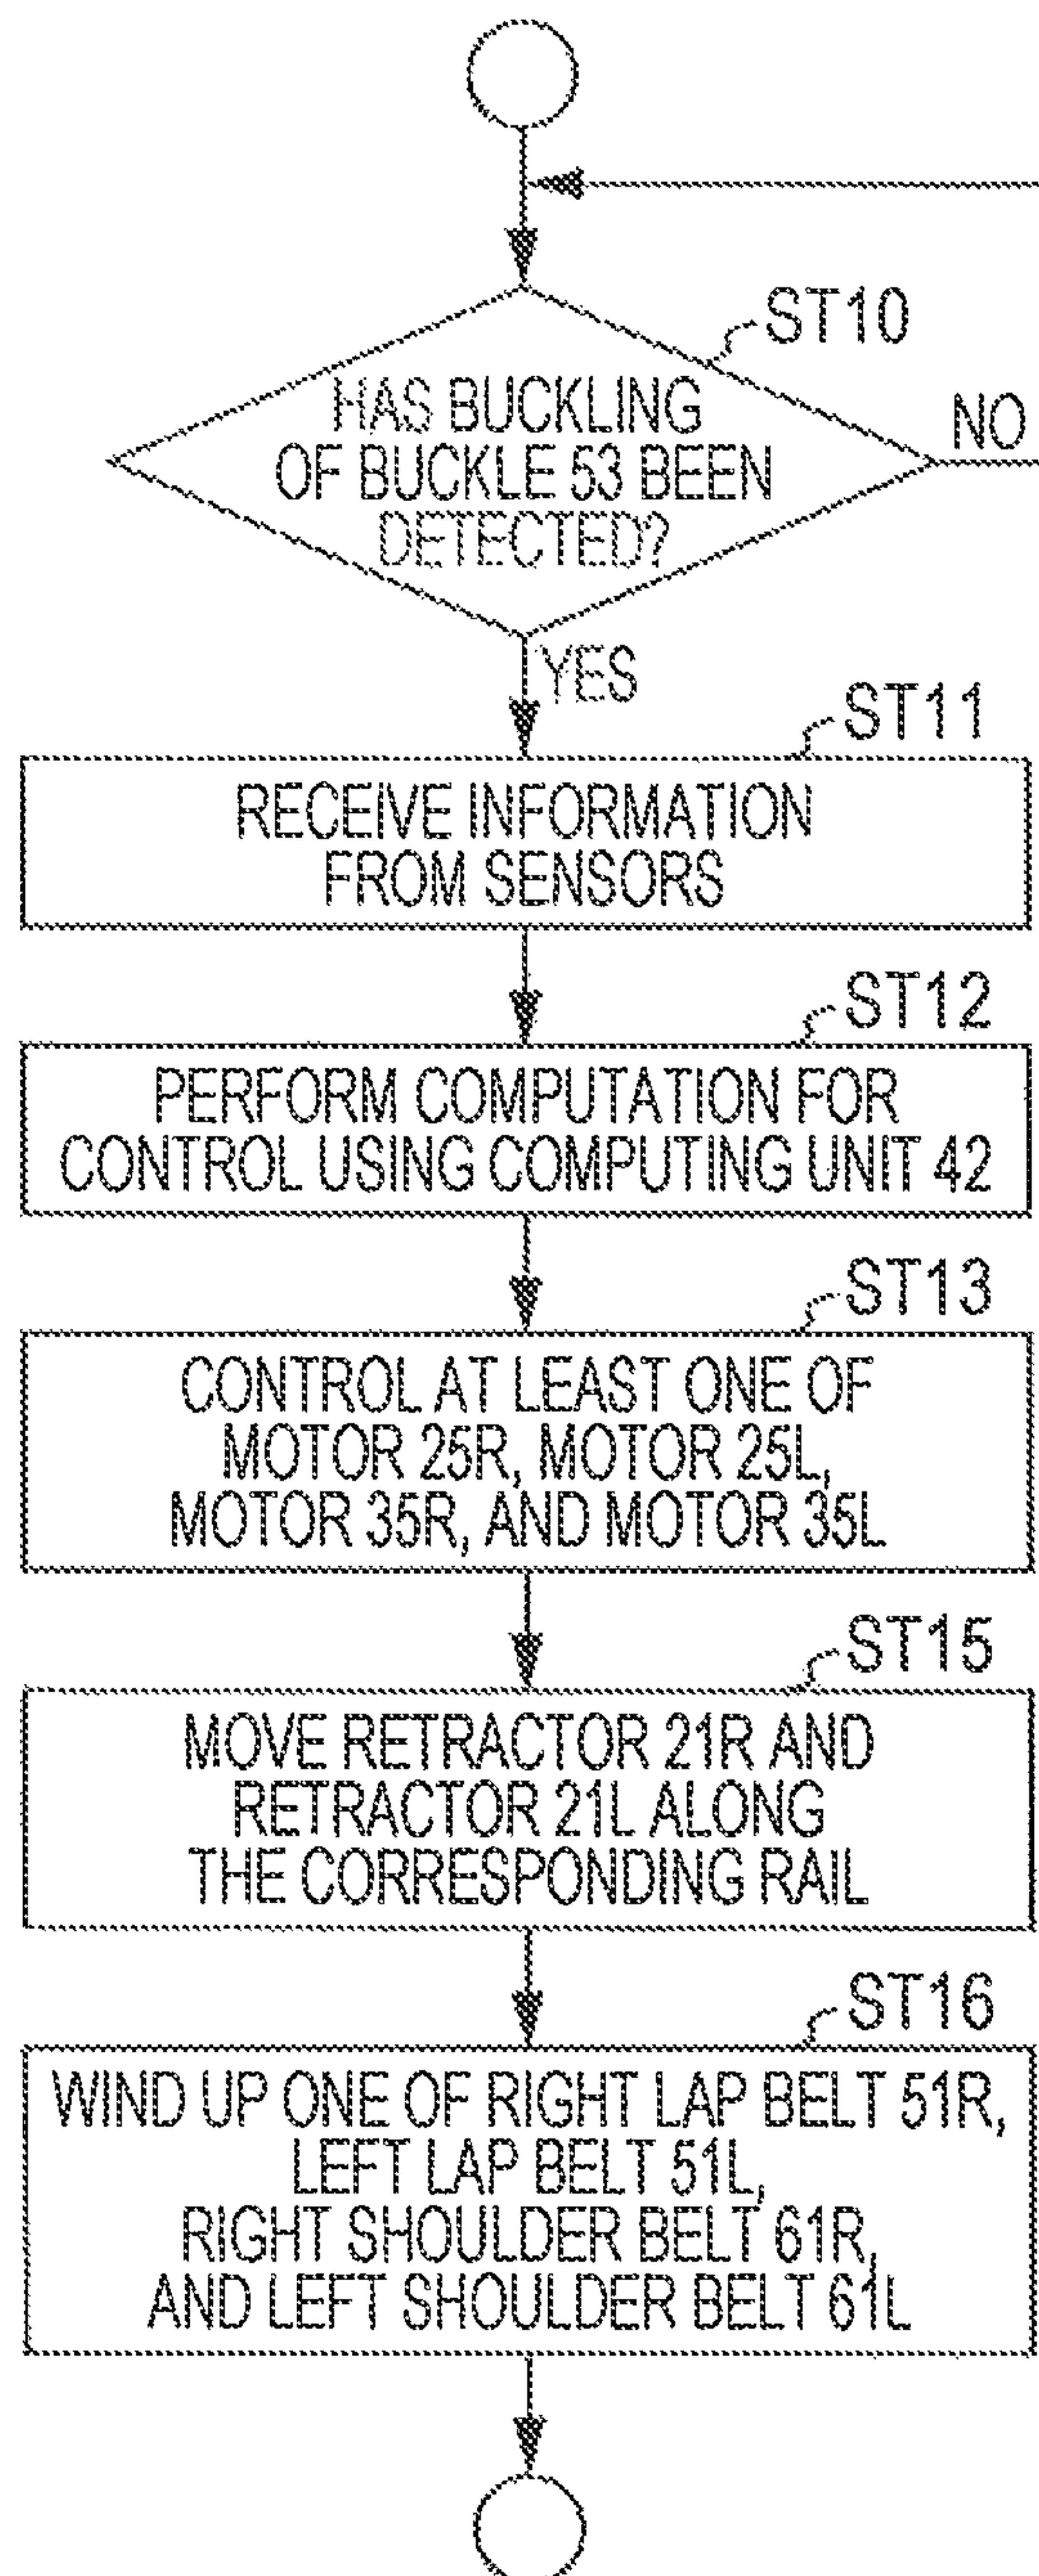 ST10
HAS BUCKLING
OF BUCKLE 53 BEEN
DETECTED?
NO
YES
ST11
RECEIVE INFORMATION
FROM SENSORS
ST12
PERFORM COMPUTATION FOR
CONTROL USING COMPUTING UNIT 42
ST13
CONTROL AT LEAST ONE OF
MOTOR 25R, MOTOR 25L,
MOTOR 35R, AND MOTOR 35L
ST15
MOVE RETRACTOR 21R AND
RETRACTOR 21L ALONG
THE CORRESPONDING RAIL
ST16
WIND UP ONE OF RIGHT LAP BELT 51R,
LEFT LAP BELT 51L,
RIGHT SHOULDER BELT 61R,
AND LEFT SHOULDER BELT 61L